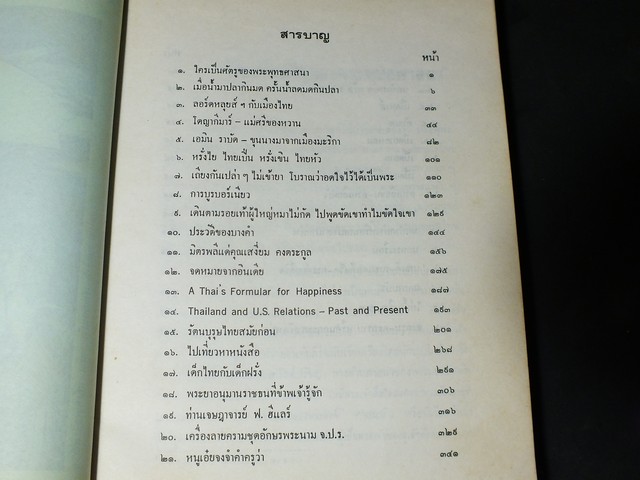 สารบาญ
หน้า
๑. ใครเป็นศัตรูของพระพุทธศาสนา ๑
๒. เมื่อน้ำมาปลากินมด ครั้นน้ำลดมดกินปลา ๖
๓. ลอร์ดหลุยส์ ฯ กับเมืองไทย ๓๓
๔. โดญากีมาร์ – แม่ศรีของหวาน ๔๔
๕. เอมิน ราบัด – ขุนนางมาจากเมืองมะริกา ๘๒
๖. หรั่งไย ไทยเป็น หรั่งเซิน ไทยหัว ๑๐๑
๗. เถียงกันเปล่า ๆ ไม่เข้ายา โบราณว่าอดใจไว้ได้เป็นพระ ๑๑๐
๘. การบูรบอร์เนียว ๑๒๓
๙. เดินตามรอยเท้าผู้ใหญ่หมาไม่กัด ไปพูดขัดเขาทำไมขัดใจเขา ๑๒๙
๑๐. ประวัติของบางคำ ๑๔๔
๑๑. มิตรพลีแด่คุณเสงี่ยม คงตระกูล ๑๕๖
๑๒. จดหมายจากอินเดีย ๑๗๕
๑๓. A Thai's Formular for Happiness ๑๘๗
๑๔. Thailand and U.S. Relations – Past and Present ๑๙๓
๑๕. รัตนบุรุษไทยสมัยก่อน ๒๐๑
๑๖. ไปเที่ยวหาหนังสือ ๒๖๘
๑๗. เด็กไทยกับเด็กฝรั่ง ๒๙๑
๑๘. พระยาอนุมานราชธนที่ข้าพเจ้ารู้จัก ๓๐๖
๑๙. ท่านเจษฎาจารย์ ฟ. ฮีแลร์ ๓๑๖
๒๐. เครื่องลายครามชุดอักษรพระนาม จ.ป.ร. ๓๒๙
๒๑. หนูเอ๋ยจงจำคำครูว่า ๓๔๑